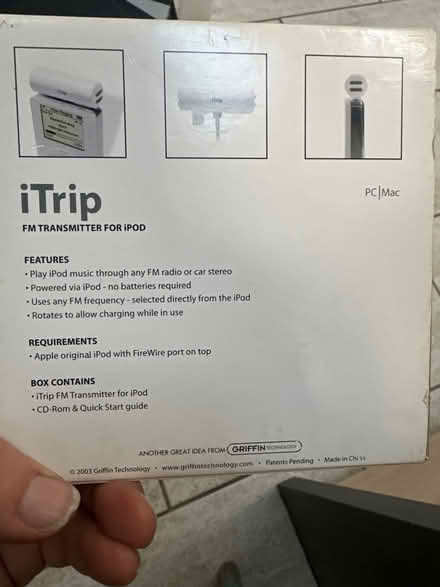 iTrip
PC|Mac
FM TRANSMITTER FOR iPOD
FEATURES
• Play iPod music through any FM radio or car stereo
• Powered via iPod - no batteries required
• Uses any FM frequency - selected directly from the iPod
• Rotates to allow charging while in use
REQUIREMENTS
• Apple original iPod with FireWire port on top
BOX CONTAINS
• iTrip FM Transmitter for iPod
• CD-Rom & Quick Start guide
ANOTHER GREAT IDEA FROM GRIFFIN TECHNOLOGY
© 2003 Griffin Technology • www.griffintechnology.com • Patents Pending • Made in Chi